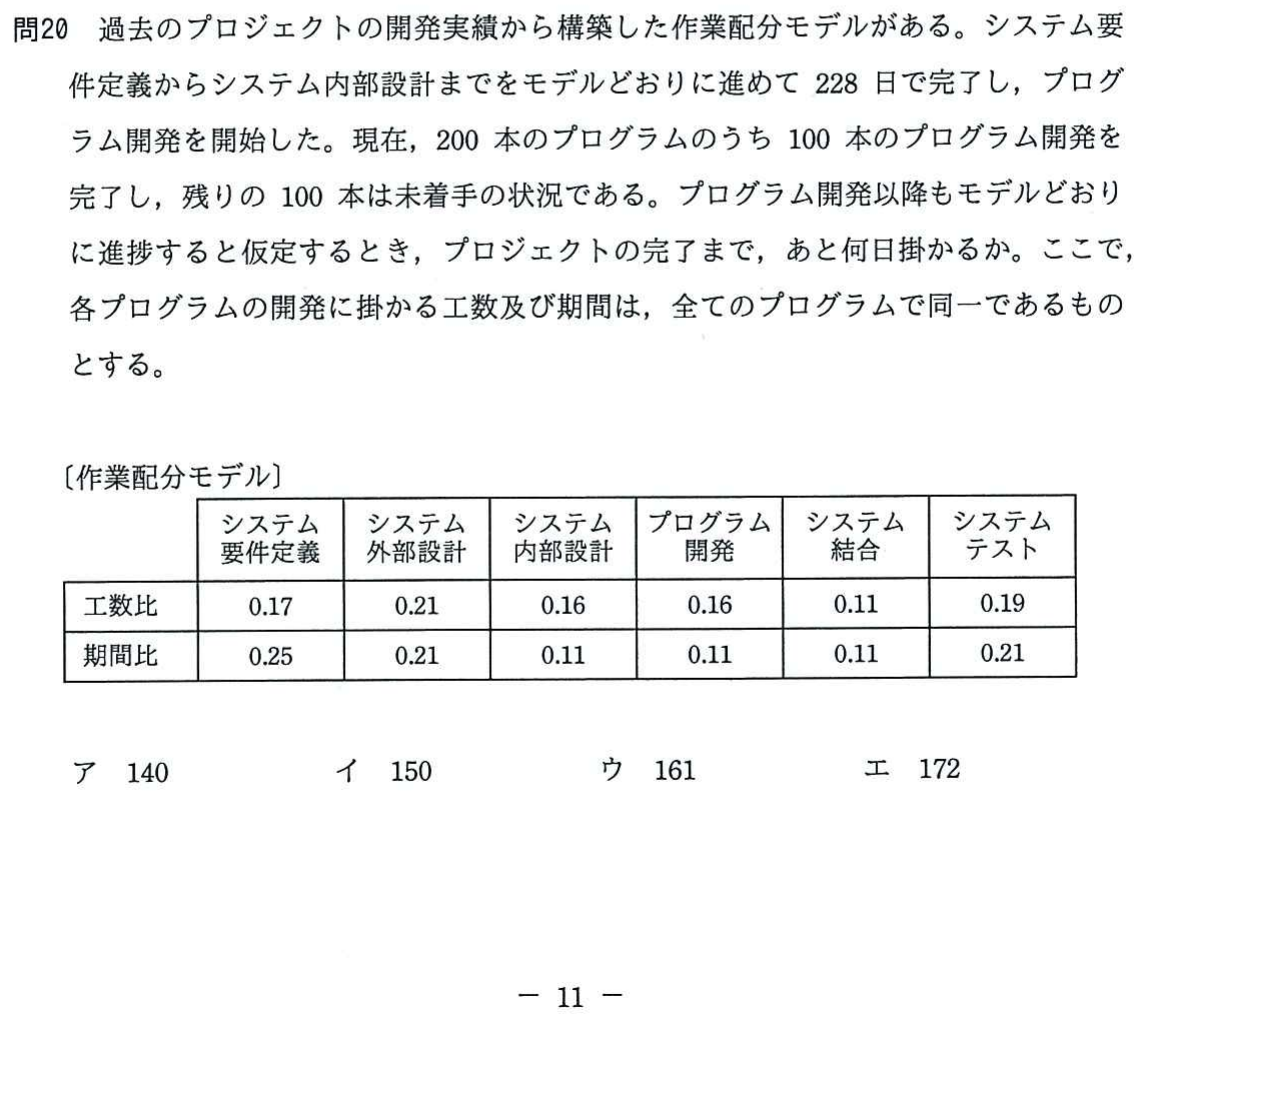 問20 過去のプロジェクトの開発実績から構築した作業配分モデルがある。システム要
件定義からシステム内部設計までをモデルどおりに進めて 228 日で完了し，プログ
ラム開発を開始した。現在，200 本のプログラムのうち 100 本のプログラム開発を
完了し，残りの 100 本は未着手の状況である。プログラム開発以降もモデルどおり
に進捗すると仮定するとき，プロジェクトの完了まで，あと何日掛かるか。ここで，
各プログラムの開発に掛かる工数及び期間は，全てのプログラムで同一であるもの
とする。
〔作業配分モデル〕
システム要件定義 システム外部設計 システム内部設計 プログラム開発 システム結合 システムテスト
工数比 0.17 0.21 0.16 0.16 0.11 0.19
期間比 0.25 0.21 0.11 0.11 0.11 0.21
ア 140 イ 150 ウ 161 エ 172
－ 11 －